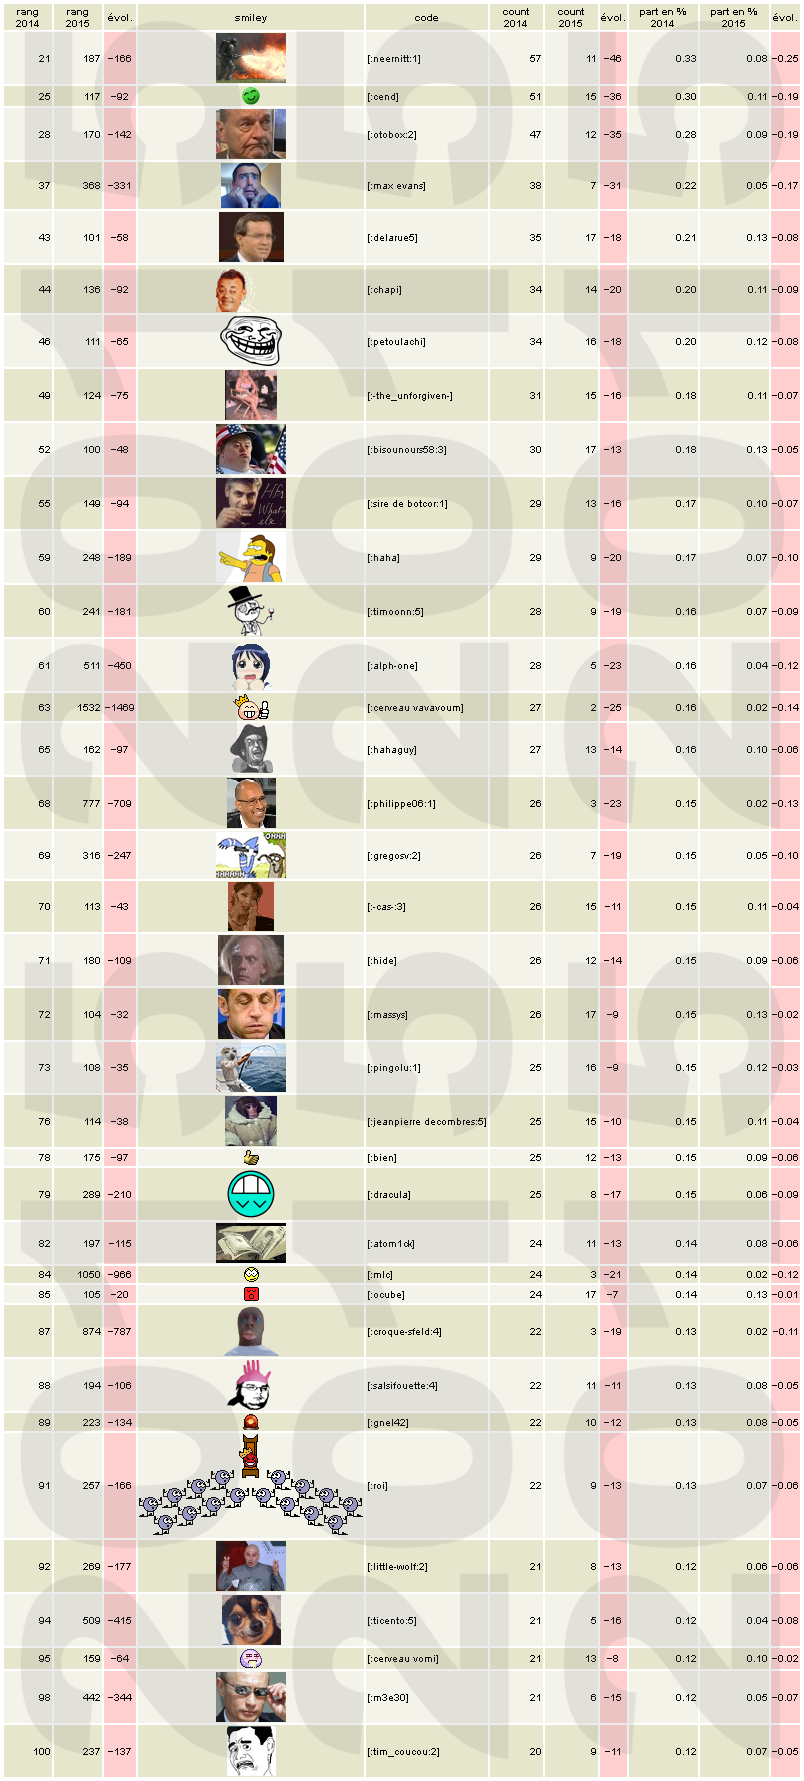 rang 2014 rang 2015 évol. smiley code count 2014 count 2015 évol. part en % 2014 part en % 2015 évol.
21 187 −166 [:neernitt:1] 57 11 −46 0.33 0.08 −0.25
25 117 −92 [:cend] 51 15 −36 0.30 0.11 −0.19
28 170 −142 [:otobox:2] 47 12 −35 0.28 0.09 −0.19
37 368 −331 [:max evans] 38 7 −31 0.22 0.05 −0.17
43 101 −58 [:delarue5] 35 17 −18 0.21 0.13 −0.08
44 136 −92 [:chapi] 34 14 −20 0.20 0.11 −0.09
46 111 −65 [:petoulachi] 34 16 −18 0.20 0.12 −0.08
49 124 −75 [:-the_unforgiven-] 31 15 −16 0.18 0.11 −0.07
52 100 −48 [:bisounours58:3] 30 17 −13 0.18 0.13 −0.05
55 149 −94 [:sire de botcor:1] 29 13 −16 0.17 0.10 −0.07
59 248 −189 [:haha] 29 9 −20 0.17 0.07 −0.10
60 241 −181 [:timoonn:5] 28 9 −19 0.16 0.07 −0.09
61 511 −450 [:alph-one] 28 5 −23 0.16 0.04 −0.12
63 1532 −1469 [:cerveau vavavoum] 27 2 −25 0.16 0.02 −0.14
65 162 −97 [:hahaguy] 27 13 −14 0.16 0.10 −0.06
68 777 −709 [:philippe06:1] 26 3 −23 0.15 0.02 −0.13
69 316 −247 [:gregosv:2] 26 7 −19 0.15 0.05 −0.10
70 113 −43 [:-cas-:3] 26 15 −11 0.15 0.11 −0.04
71 180 −109 [:hide] 26 12 −14 0.15 0.09 −0.06
72 104 −32 [:massys] 26 17 −9 0.15 0.13 −0.02
73 108 −35 [:pingolu:1] 25 16 −9 0.15 0.12 −0.03
76 114 −38 [:jeanpierre decombres:5] 25 15 −10 0.15 0.11 −0.04
78 175 −97 [:bien] 25 12 −13 0.15 0.09 −0.06
79 289 −210 [:dracula] 25 8 −17 0.15 0.06 −0.09
82 197 −115 [:atom1ck] 24 11 −13 0.14 0.08 −0.06
84 1050 −966 [:mlc] 24 3 −21 0.14 0.02 −0.12
85 105 −20 [:ocube] 24 17 −7 0.14 0.13 −0.01
87 874 −787 [:croque-sfeld:4] 22 3 −19 0.13 0.02 −0.11
88 194 −106 [:salsifouette:4] 22 11 −11 0.13 0.08 −0.05
89 223 −134 [:gnel42] 22 10 −12 0.13 0.08 −0.05
91 257 −166 [:roi] 22 9 −13 0.13 0.07 −0.06
92 269 −177 [:little-wolf:2] 21 8 −13 0.12 0.06 −0.06
94 509 −415 [:ticento:5] 21 5 −16 0.12 0.04 −0.08
95 159 −64 [:cerveau vomi] 21 13 −8 0.12 0.10 −0.02
98 442 −344 [:m3e30] 21 6 −15 0.12 0.05 −0.07
100 237 −137 [:tim_coucou:2] 20 9 −11 0.12 0.07 −0.05